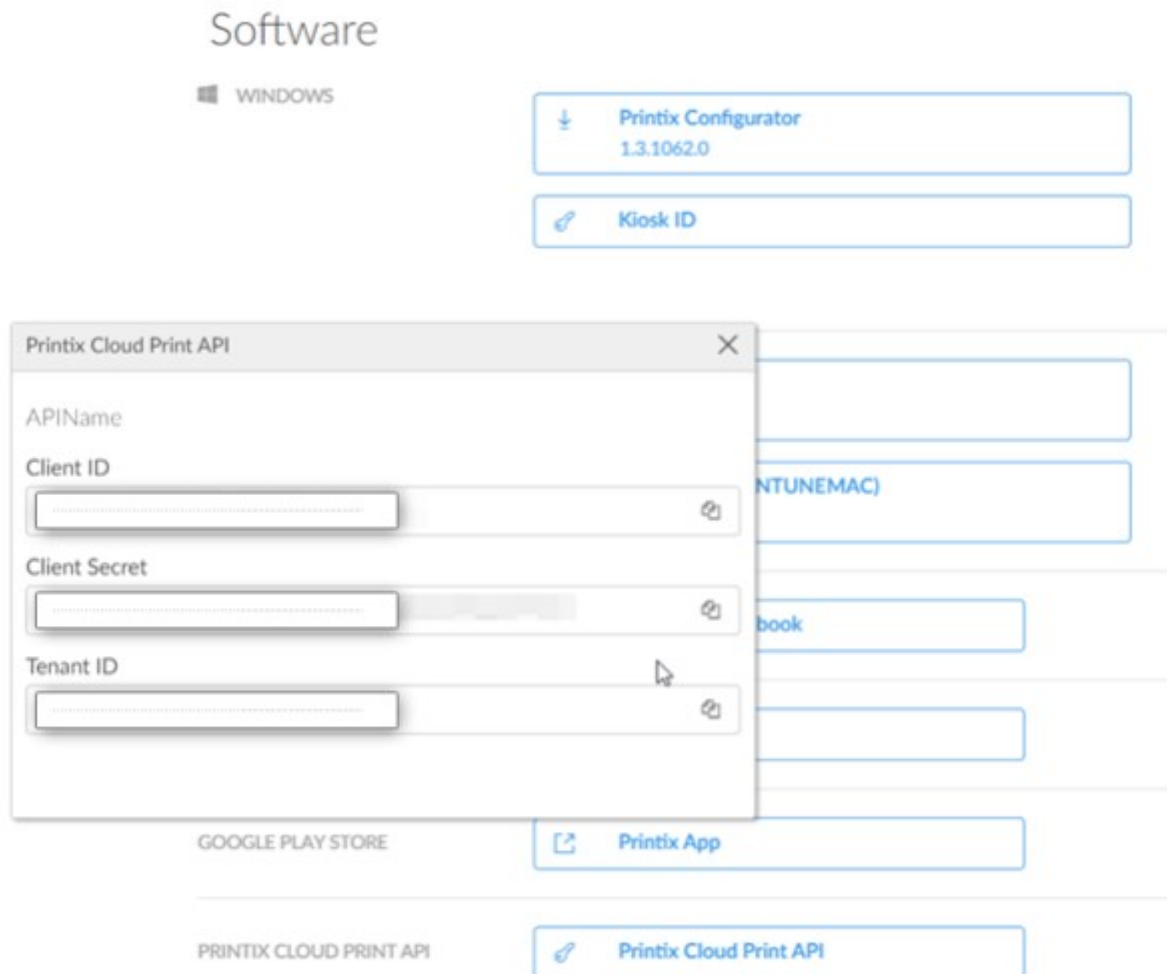 Software
WINDOWS
Printix Configurator
1.3.1062.0
Kiosk ID
Printix Cloud Print API
APIName
Client ID
Client Secret
Tenant ID
NTUNEMAC)
book
GOOGLE PLAY STORE
Printix App
PRINTIX CLOUD PRINT API
Printix Cloud Print API